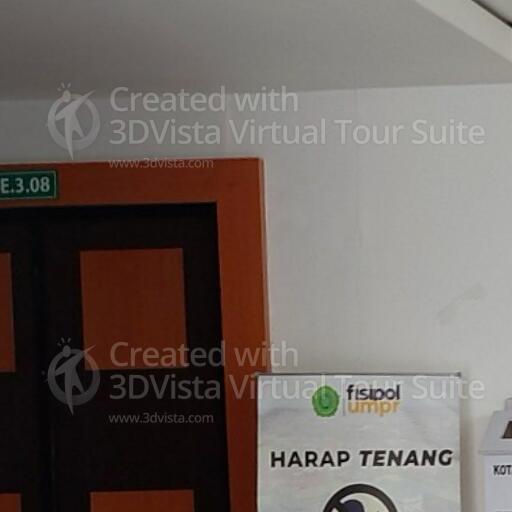 Created with
3DVista Virtual Tour Suite
www.3dvista.com
E.3.08
Created with
3DVista Virtual Tour Suite
www.3dvista.com
fisipol
umpr
HARAP TENANG
KOT